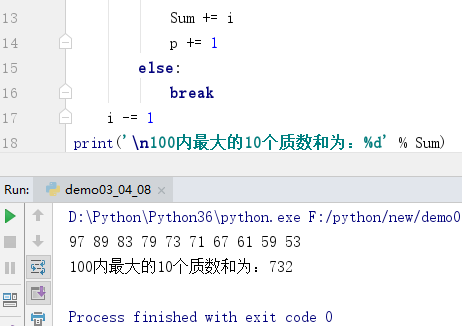 13 Sum += i
14 p += 1
15 else:
16 break
17 i -= 1
18 print('\n100内最大的10个质数和为：%d' % Sum)
Run: demo03_04_08 ×
D:\Python\Python36\python.exe F:/python/new/demo0
97 89 83 79 73 71 67 61 59 53
100内最大的10个质数和为：732
Process finished with exit code 0